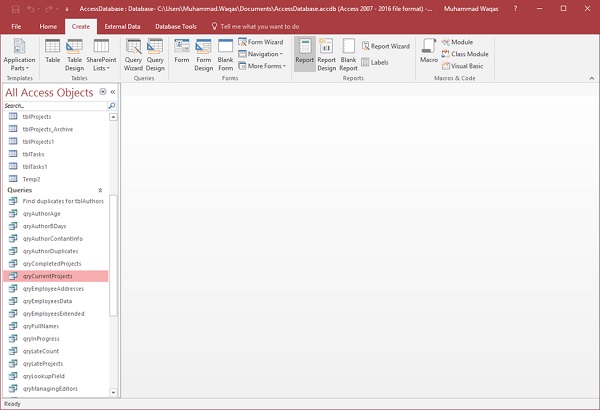 AccessDatabase : Database- C:\Users\Muhammad.Waqas\Documents\AccessDatabase.accdb (Access 2007 - 2016 file format) -... Muhammad Waqas ?
File Home Create External Data Database Tools Tell me what you want to do
Application Parts
Table
Table Design
SharePoint Lists
Query Wizard
Query Design
Form
Form Design
Blank Form
Form Wizard
Navigation
More Forms
Report
Report Design
Blank Report
Report Wizard
Labels
Macro
Module
Class Module
Visual Basic
Templates Tables Queries Forms Reports Macros & Code
All Access Objects
Search...
tblProjects
tblProjects_Archive
tblProjects1
tblTasks
tblTasks1
Temp2
Queries
Find duplicates for tblAuthors
qryAuthorAge
qryAuthorBDays
qryAuthorContantInfo
qryAuthorDuplicates
qryCompletedProjects
qryCurrentProjects
qryEmployeeAddresses
qryEmployeesData
qryEmployeesExtended
qryFullNames
qryInProgress
qryLateCount
qryLateProjects
qryLookupField
qryManagingEditors
Ready